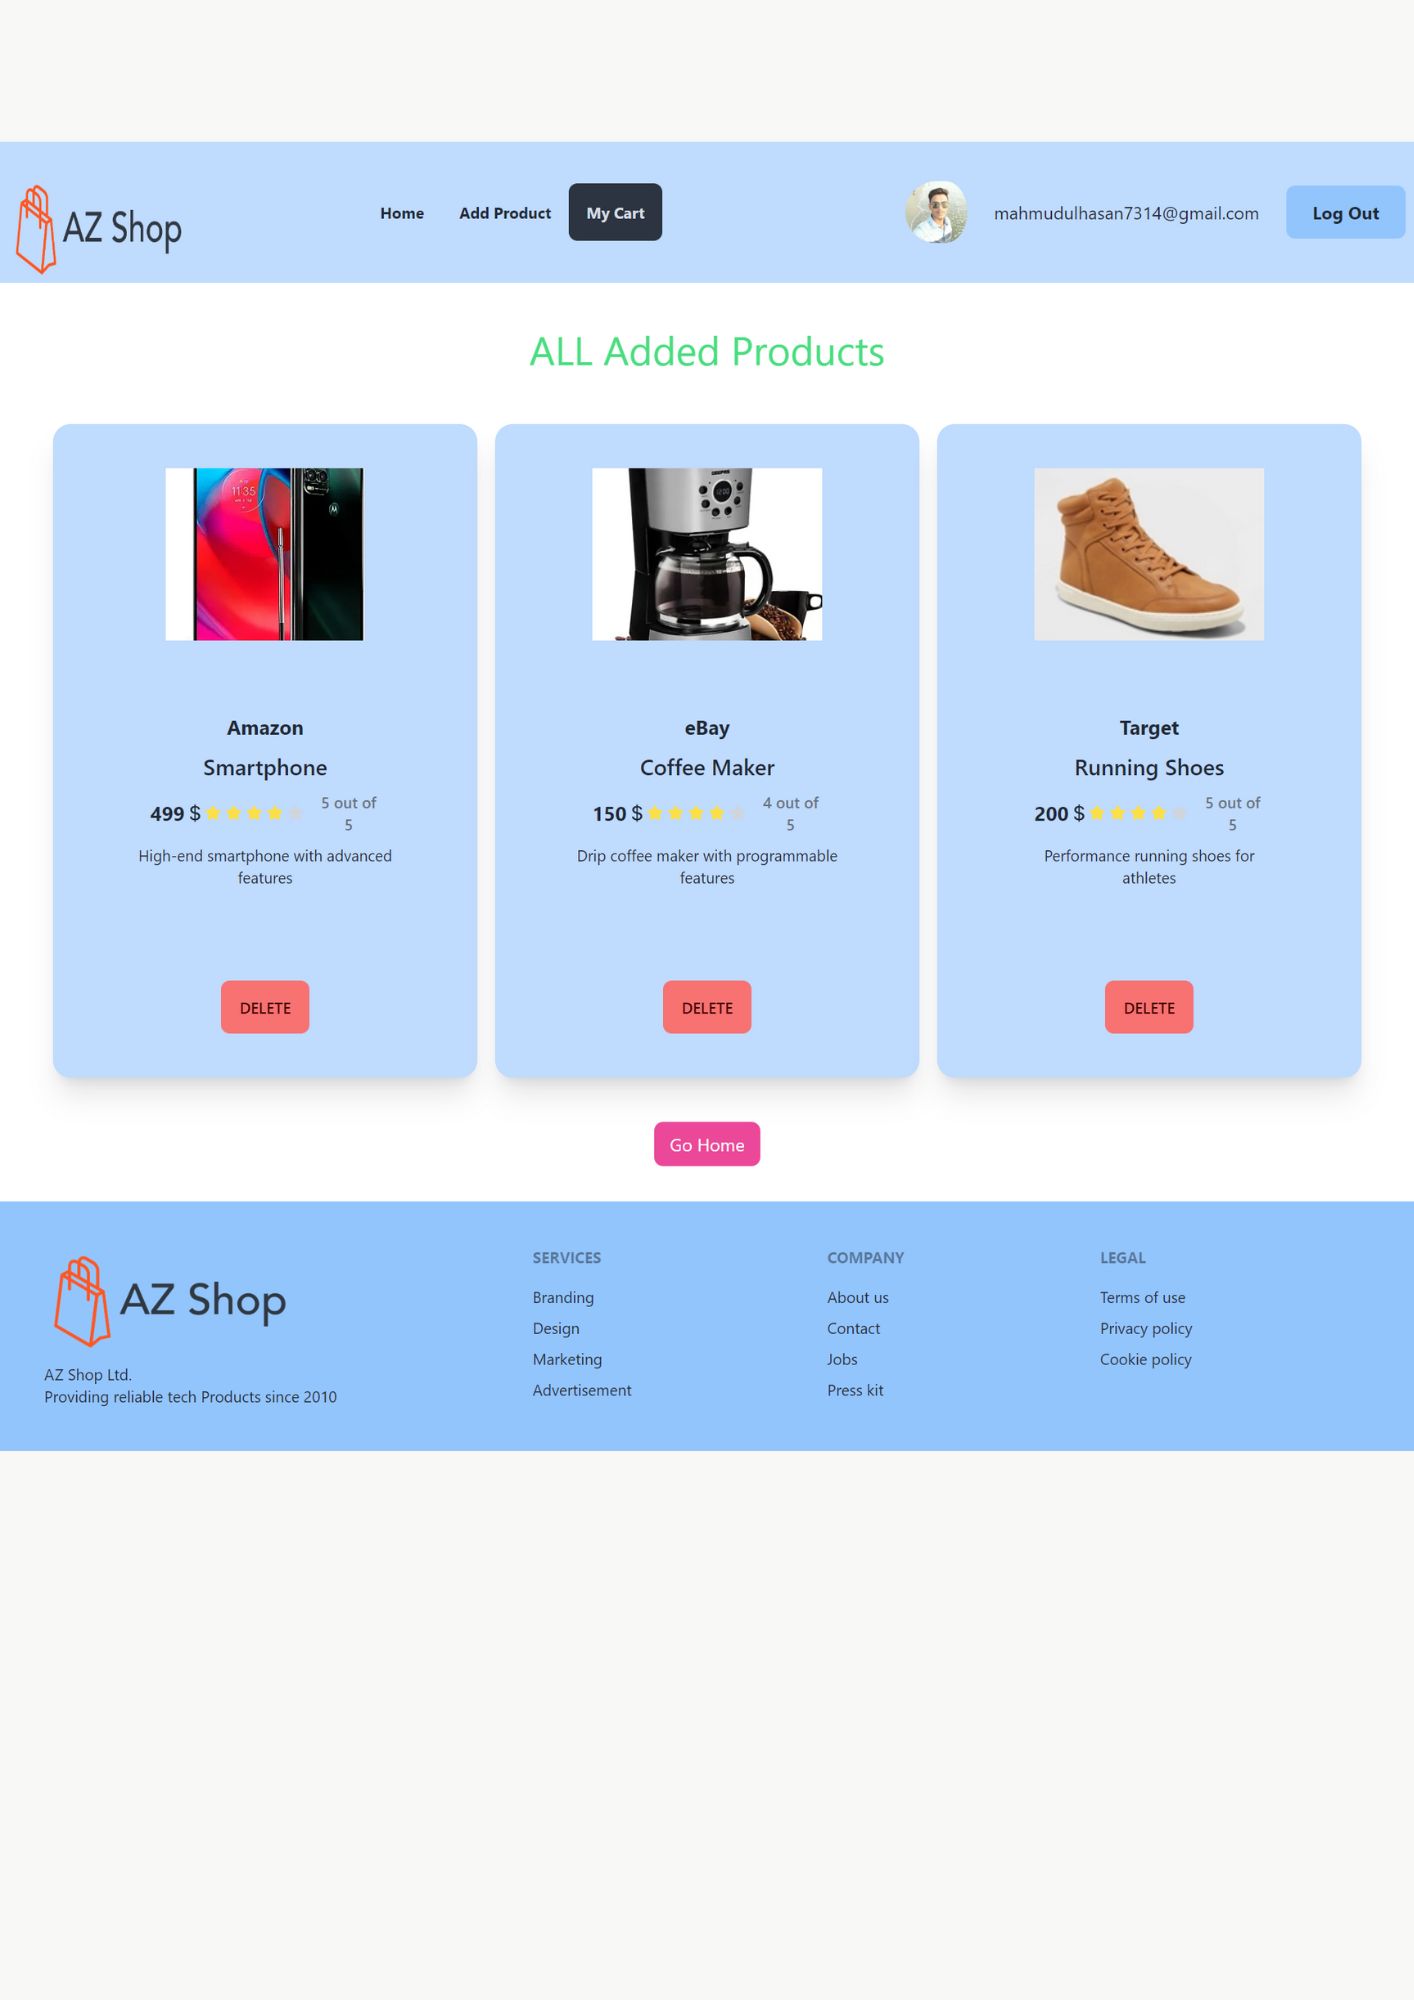 AZ Shop
Home
Add Product
My Cart
mahmudulhasan7314@gmail.com
Log Out
ALL Added Products
11:35
Amazon
Smartphone
499 $
5 out of
5
High-end smartphone with advanced
features
DELETE
12:00
eBay
Coffee Maker
150 $
4 out of
5
Drip coffee maker with programmable
features
DELETE
Target
Running Shoes
200 $
5 out of
5
Performance running shoes for
athletes
DELETE
Go Home
AZ Shop
AZ Shop Ltd.
Providing reliable tech Products since 2010
SERVICES
Branding
Design
Marketing
Advertisement
COMPANY
About us
Contact
Jobs
Press kit
LEGAL
Terms of use
Privacy policy
Cookie policy